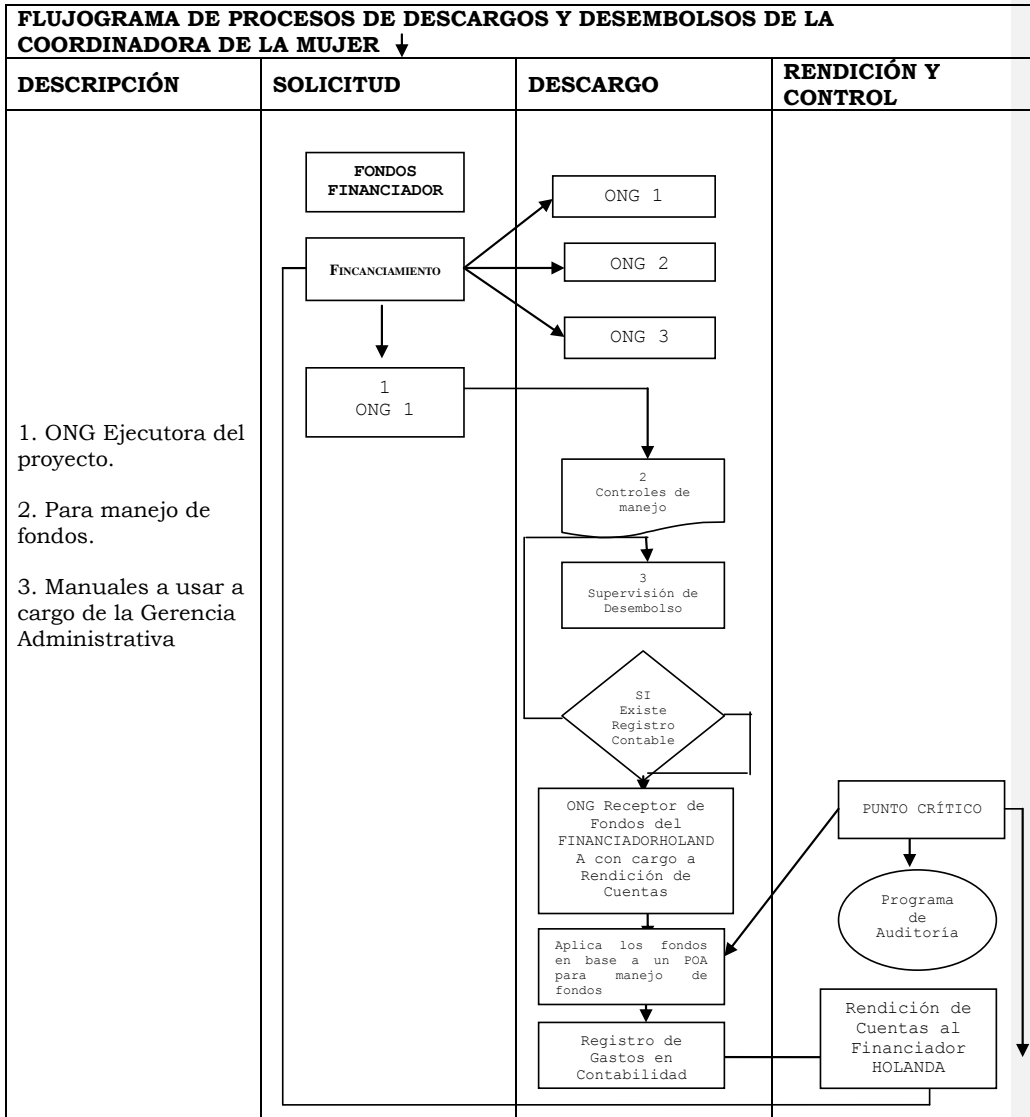 FLUJOGRAMA DE PROCESOS DE DESCARGOS Y DESEMBOLSOS DE LA
COORDINADORA DE LA MUJER
DESCRIPCIÓN
SOLICITUD
DESCARGO
RENDICIÓN Y
CONTROL
1. ONG Ejecutora del
proyecto.
2. Para manejo de
fondos.
3. Manuales a usar a
cargo de la Gerencia
Administrativa
FONDOS
FINANCIADOR
FINCANCIAMIENTO
1
ONG 1
ONG 1
ONG 2
ONG 3
2
Controles de
manejo
3
Supervisión de
Desembolso
SI
Existe
Registro
Contable
ONG Receptor de
Fondos del
FINANCIADORHOLAND
A con cargo a
Rendición de
Cuentas
Aplica los fondos
en base a un POA
para manejo de
fondos
Registro de
Gastos en
Contabilidad
PUNTO CRÍTICO
Programa
de
Auditoría
Rendición de
Cuentas al
Financiador
HOLANDA